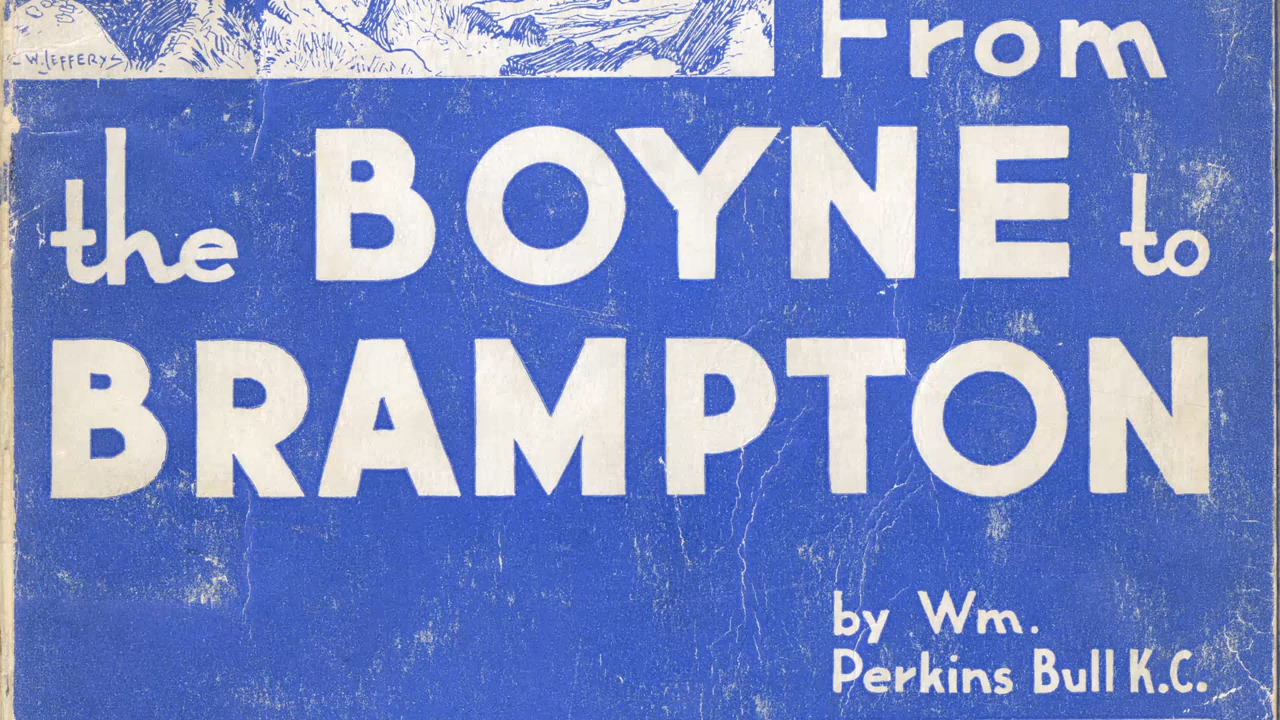 W. JEFFERYS
From
the BOYNE to
BRAMPTON
by Wm.
Perkins Bull K.C.